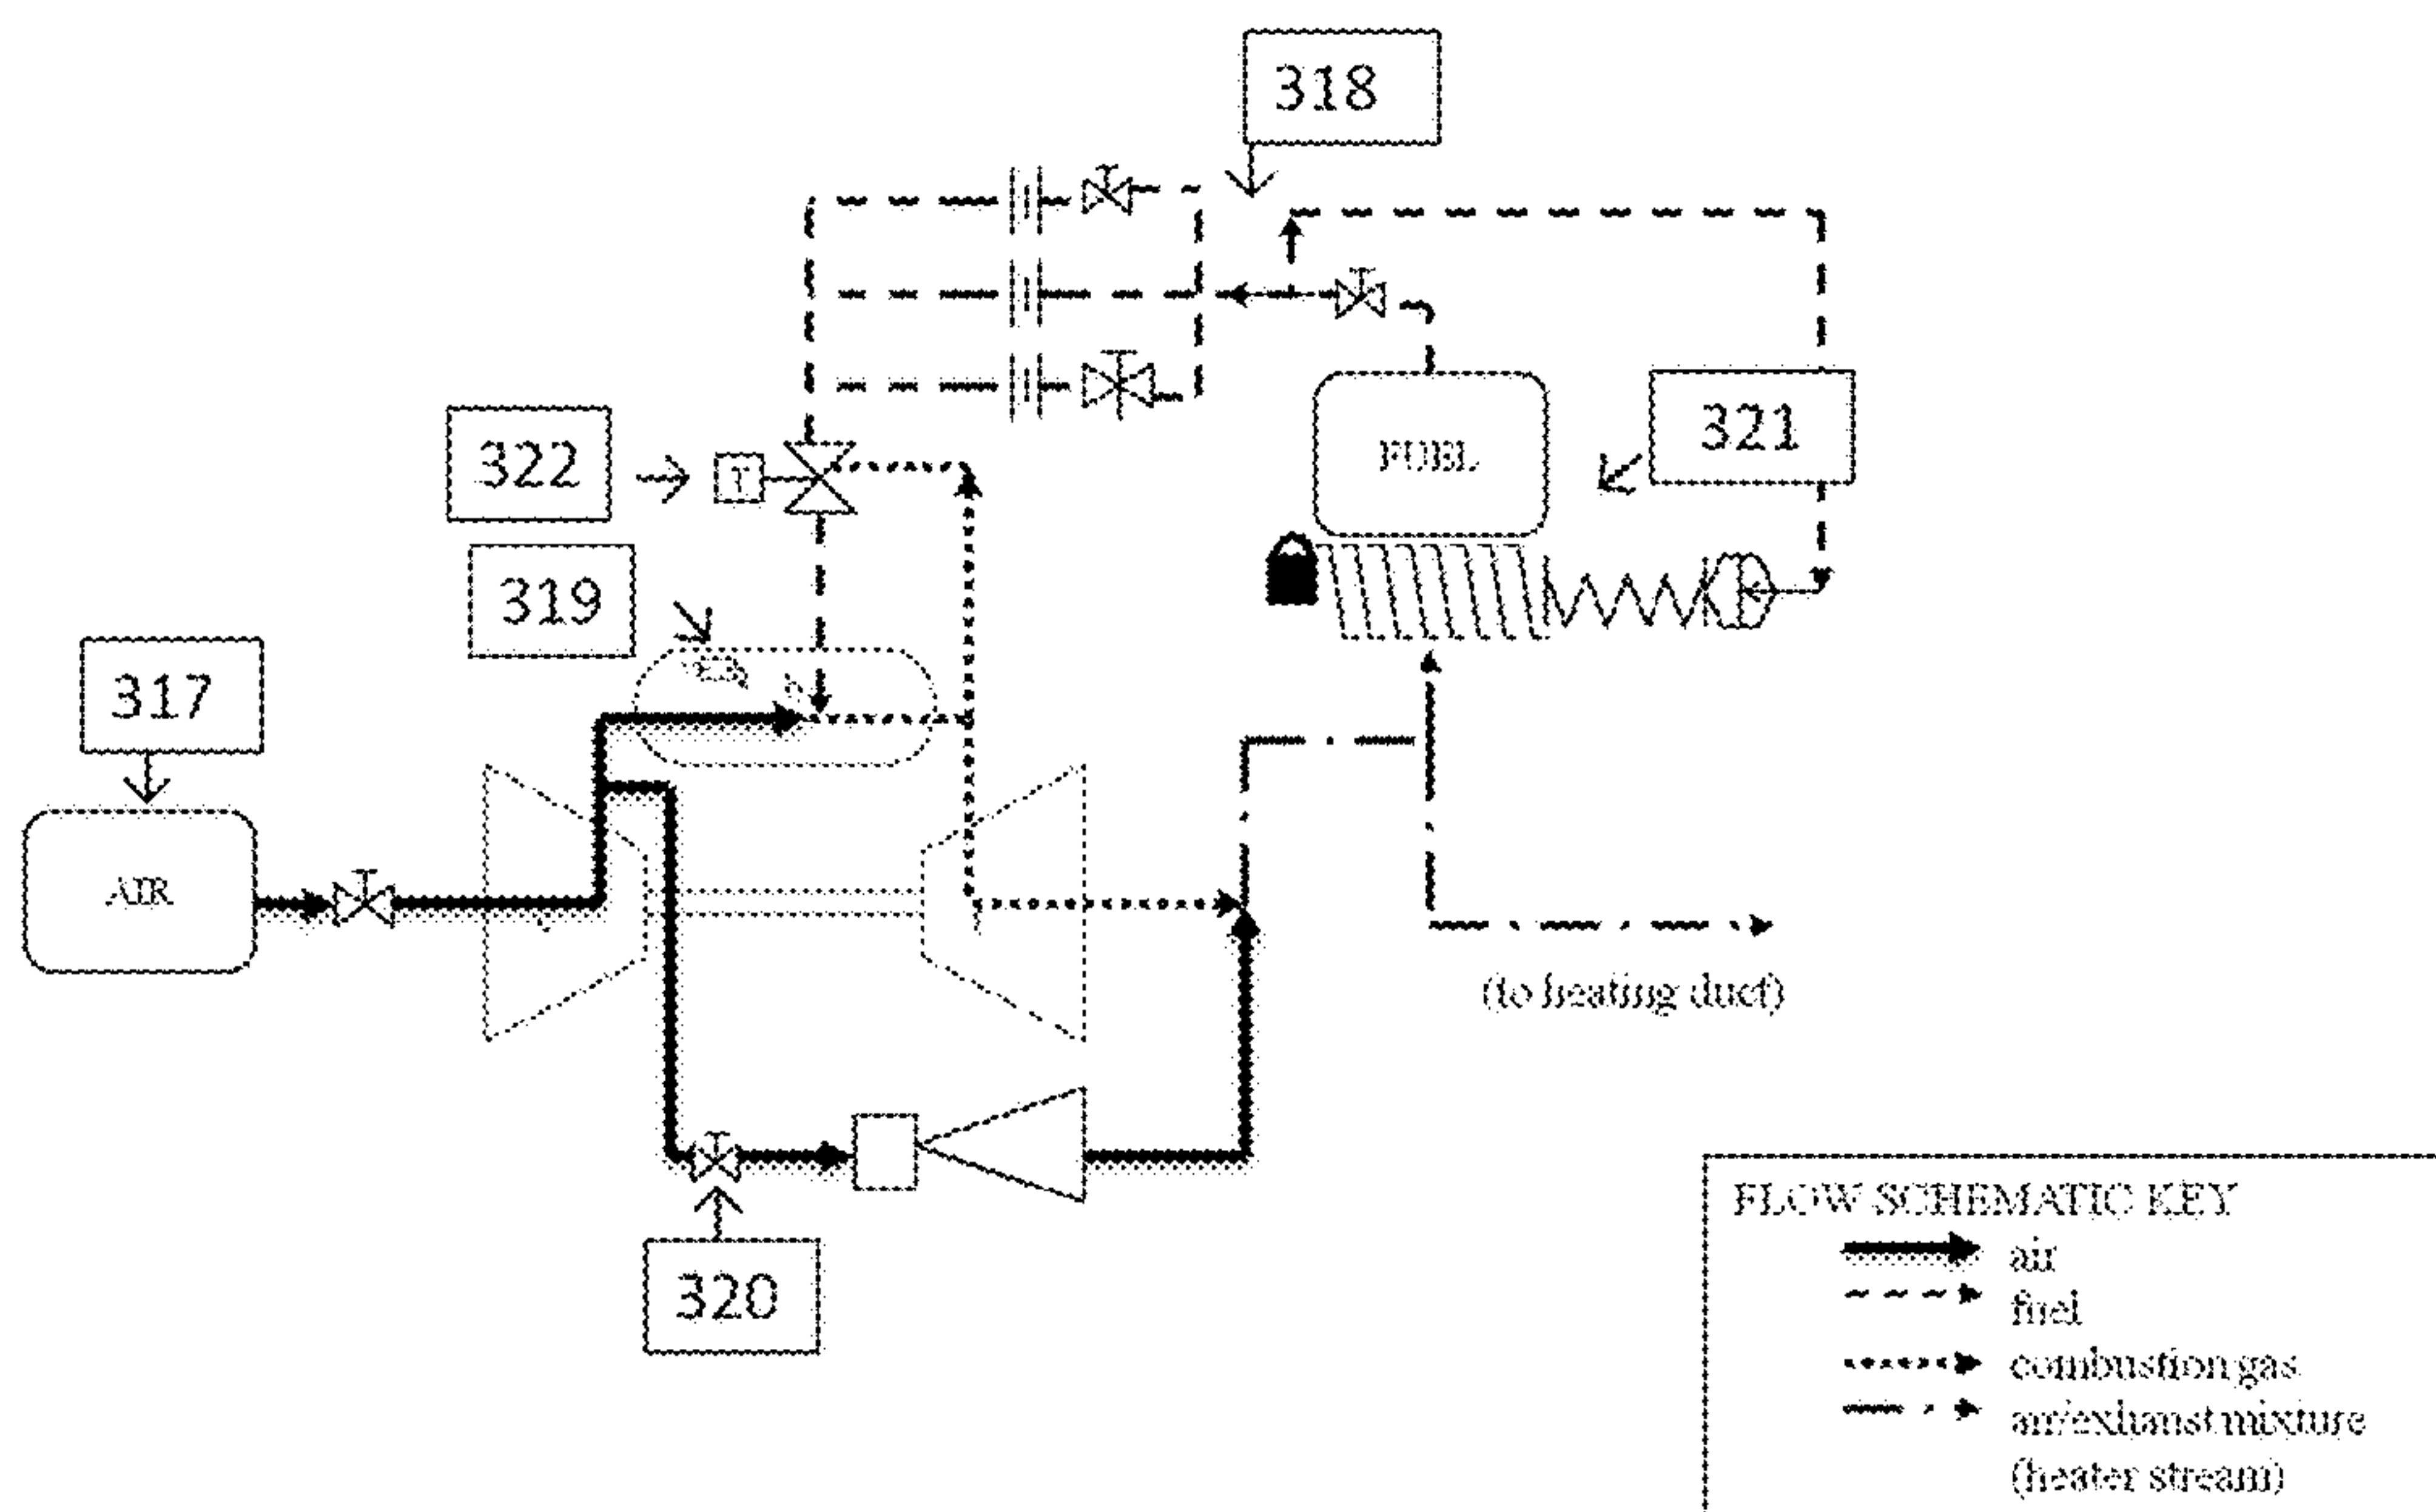 318
322
T
FUEL
321
319
317
AIR
(to heating duct)
320
FLOW SCHEMATIC KEY
air
fuel
combustion gas
air/exhaust mixture
(heater stream)